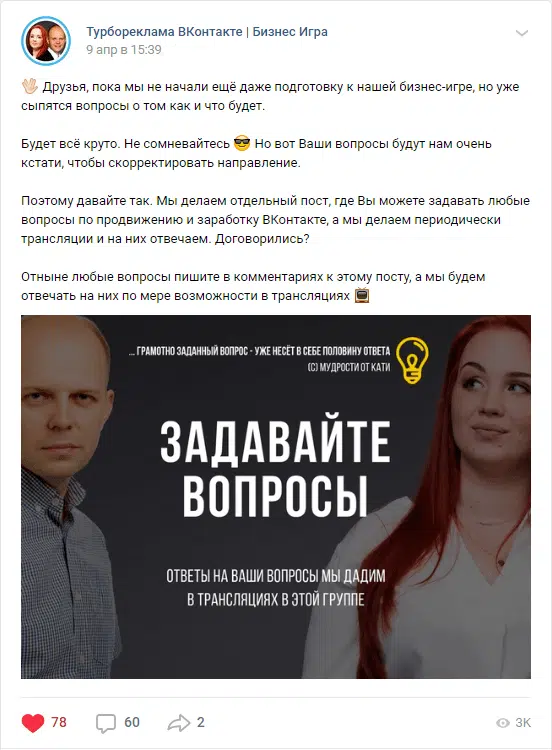 Турбореклама ВКонтакте | Бизнес Игра
9 апр в 15:39
👋🏻 Друзья, пока мы не начали ещё даже подготовку к нашей бизнес-игре, но уже
сыпятся вопросы о том как и что будет.
Будет всё круто. Не сомневайтесь 😎 Но вот Ваши вопросы будут нам очень
кстати, чтобы скорректировать направление.
Поэтому давайте так. Мы делаем отдельный пост, где Вы можете задавать любые
вопросы по продвижению и заработку ВКонтакте, а мы делаем периодически
трансляции и на них отвечаем. Договорились?
Отныне любые вопросы пишите в комментариях к этому посту, а мы будем
отвечать на них по мере возможности в трансляциях 📺
... ГРАМОТНО ЗАДАННЫЙ ВОПРОС - УЖЕ НЕСЁТ В СЕБЕ ПОЛОВИНУ ОТВЕТА
(C) МУДРОСТИ ОТ КАТИ
ЗАДАВАЙТЕ
ВОПРОСЫ
ОТВЕТЫ НА ВАШИ ВОПРОСЫ МЫ ДАДИМ
В ТРАНСЛЯЦИЯХ В ЭТОЙ ГРУППЕ
78 60 2 3K